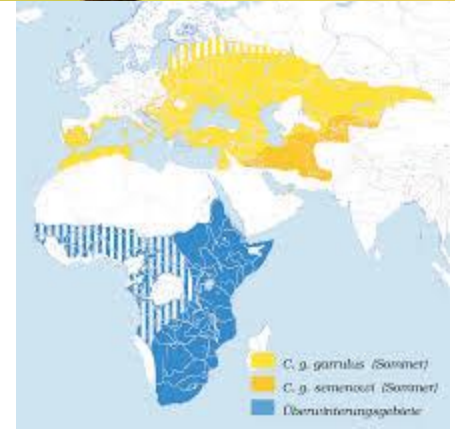 C. g. garrulus (Sommer)
C. g. semenowi (Sommer)
Überwinterungsgebiete